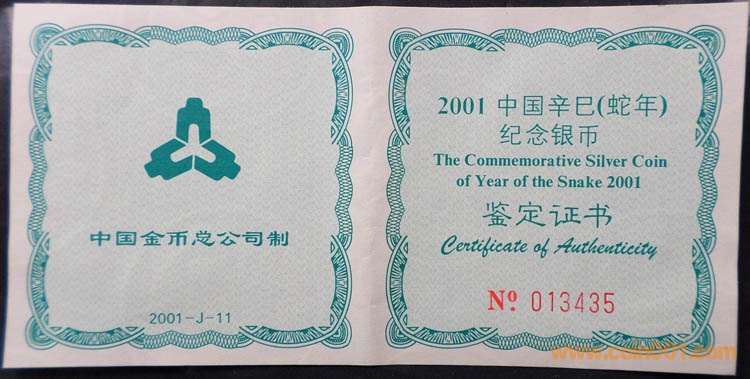 中国金币总公司制
2001-J-11
2001 中国辛巳(蛇年)
纪念银币
The Commemorative Silver Coin
of Year of the Snake 2001
鉴定证书
Certificate of Authenticity
Nº 013435
www.coin001.com